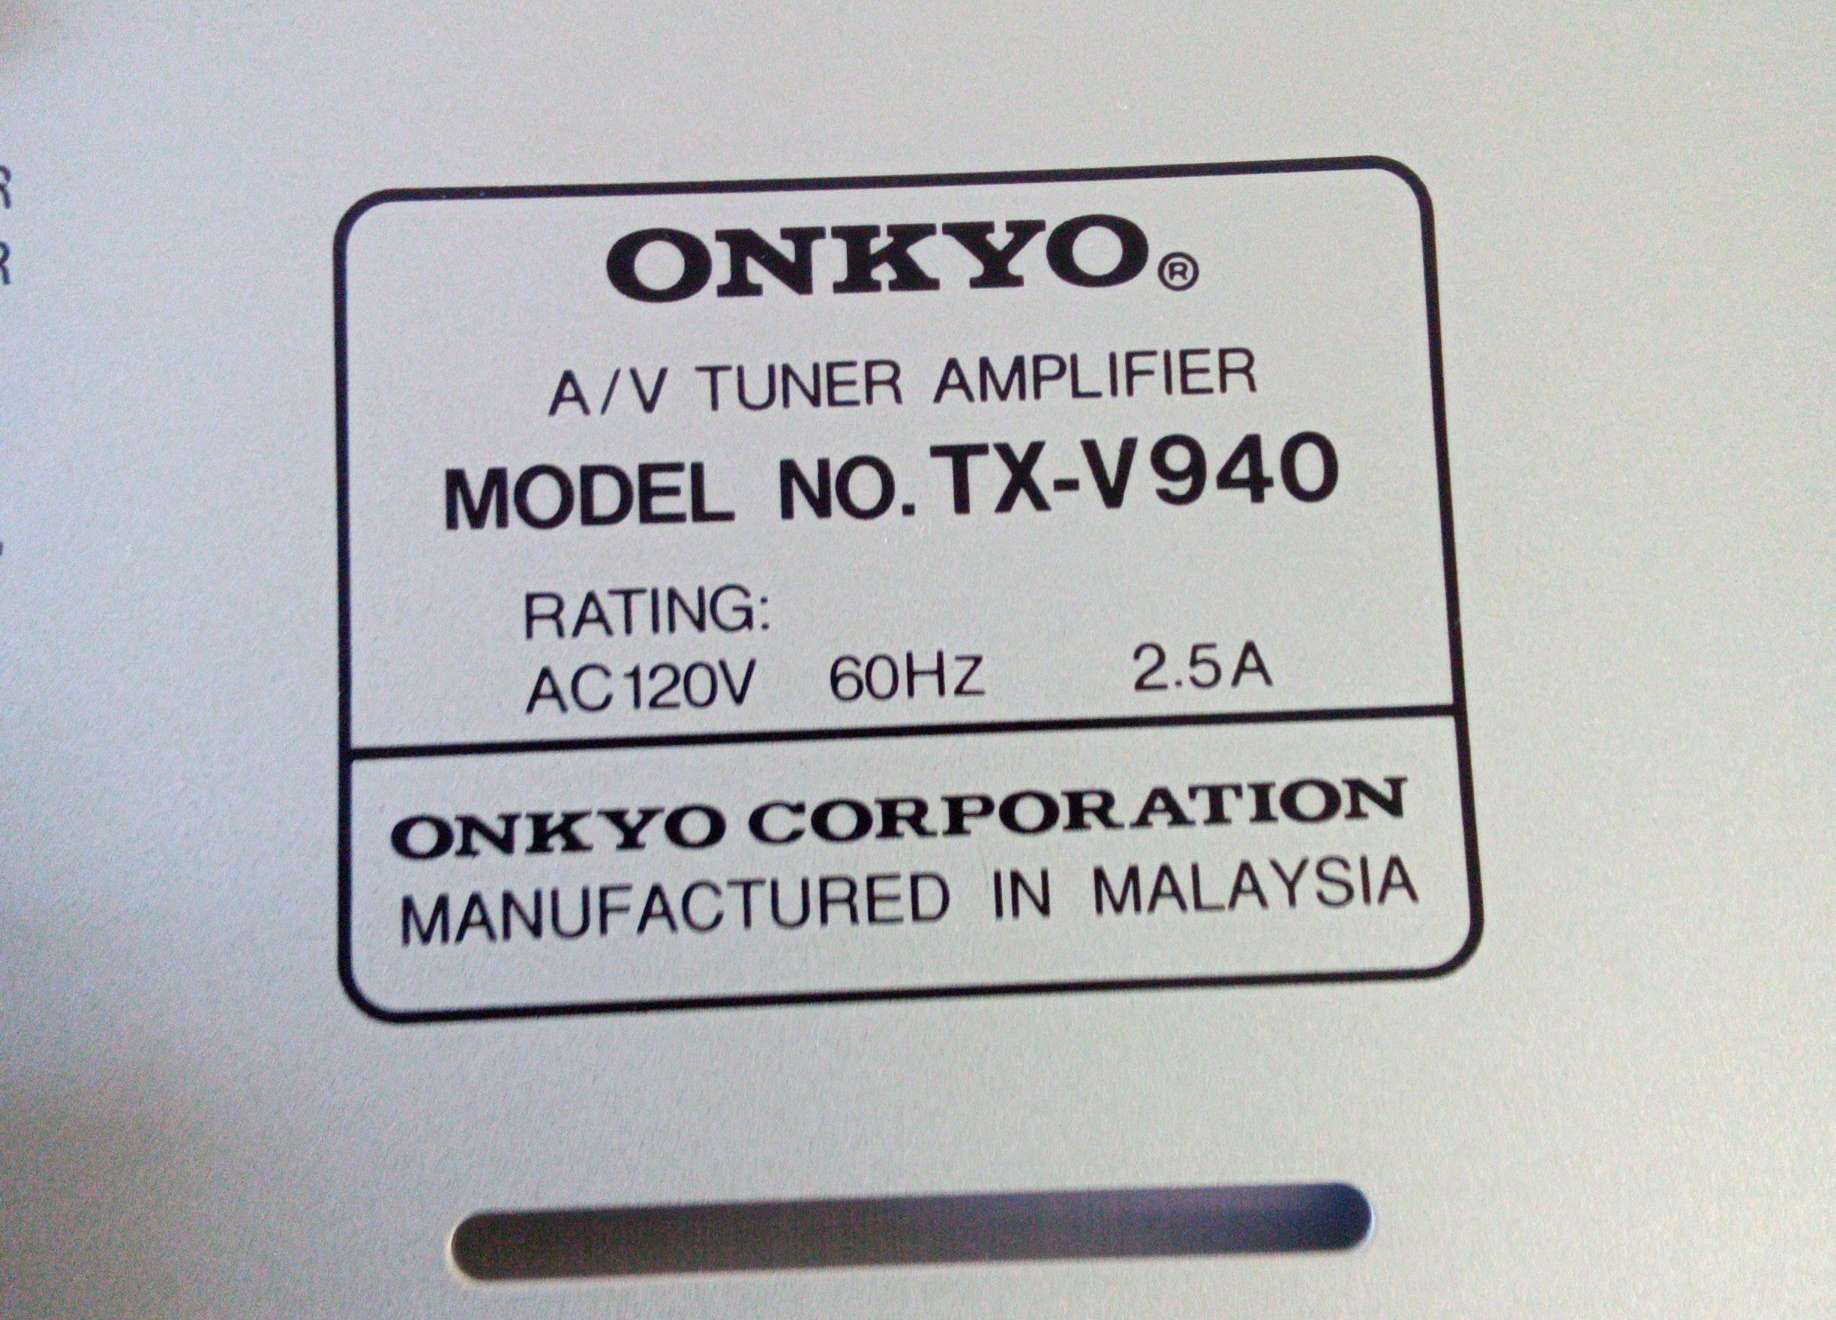 ONKYO®
A/V TUNER AMPLIFIER
MODEL NO. TX-V940
RATING:
AC120V 60Hz 2.5A
ONKYO CORPORATION
MANUFACTURED IN MALAYSIA